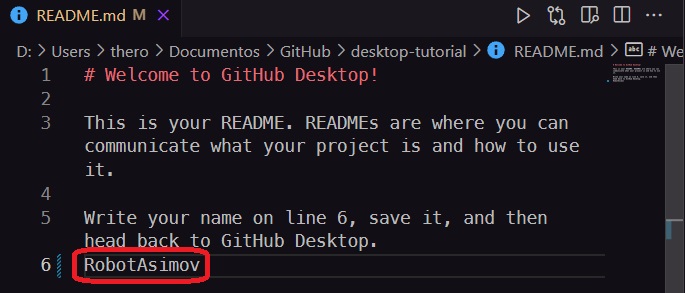 README.md M
D: > Users > thero > Documentos > GitHub > desktop-tutorial > README.md > abc # We
1 # Welcome to GitHub Desktop!
2
3 This is your README. READMEs are where you can
communicate what your project is and how to use
it.
4
5 Write your name on line 6, save it, and then
head back to GitHub Desktop.
6 RobotAsimov